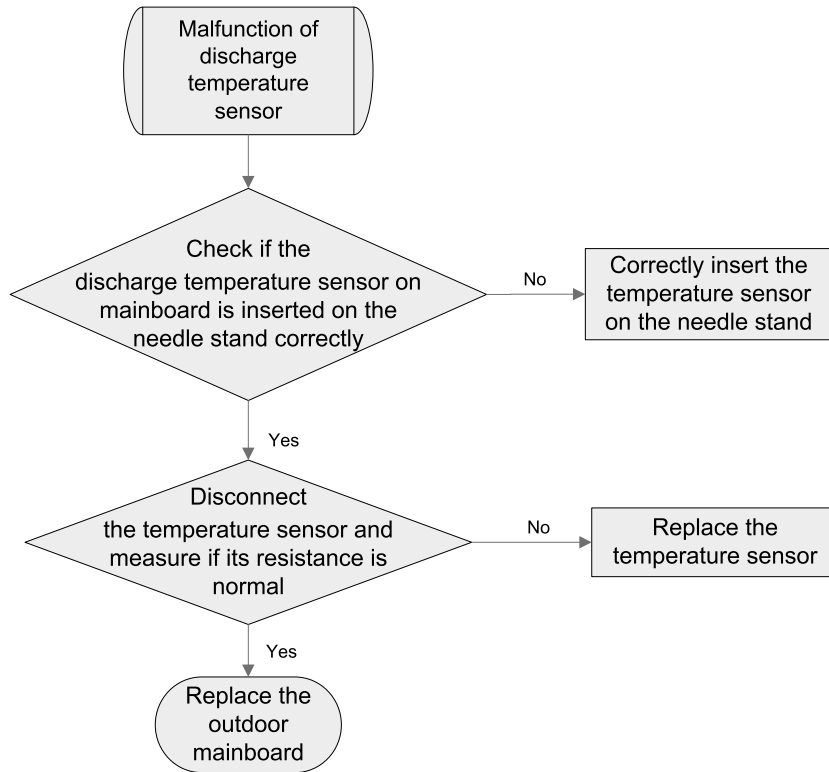 Malfunction of
discharge
temperature
sensor
Check if the
discharge temperature sensor on
mainboard is inserted on the
needle stand correctly
No
Correctly insert the
temperature sensor
on the needle stand
Yes
Disconnect
the temperature sensor and
measure if its resistance is
normal
No
Replace the
temperature sensor
Yes
Replace the
outdoor
mainboard